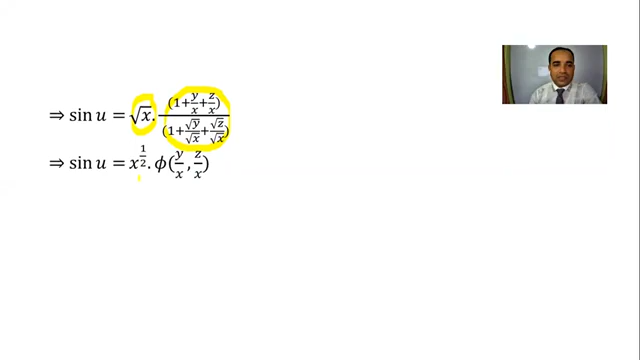 ⇒ sin u = √x. (1+y/x+z/x)/(1+√y/√x+√z/√x)
⇒ sin u = x^(1/2). ϕ(y/x, z/x)